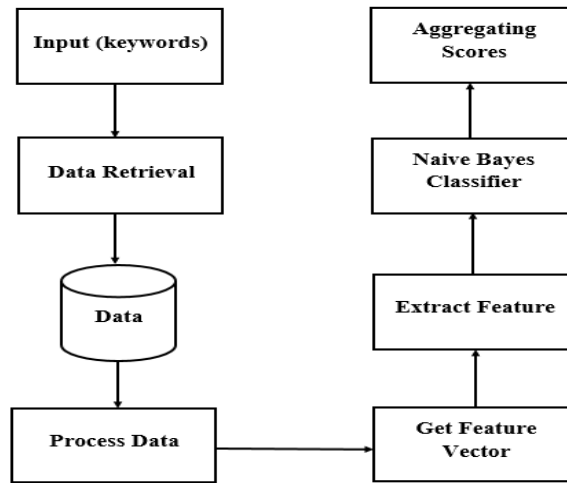 Input (keywords)
Data Retrieval
Data
Process Data
Get Feature
Vector
Extract Feature
Naive Bayes
Classifier
Aggregating
Scores